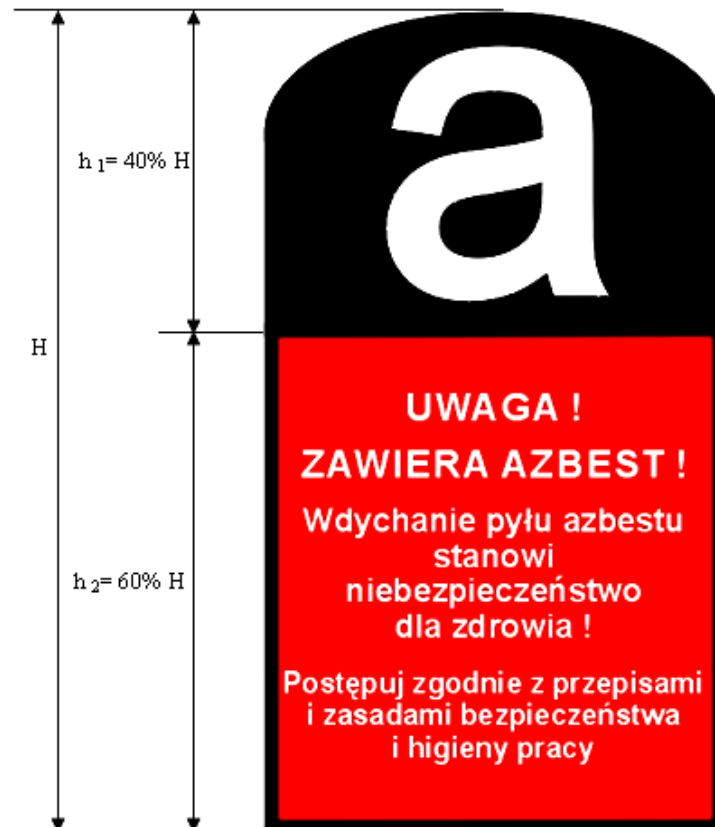 h 1= 40% H
H
h 2= 60% H
a
UWAGA !
ZAWIERA AZBEST !
Wdychanie pyłu azbestu
stanowi
niebezpieczeństwo
dla zdrowia !
Postępuj zgodnie z przepisami
i zasadami bezpieczeństwa
i higieny pracy